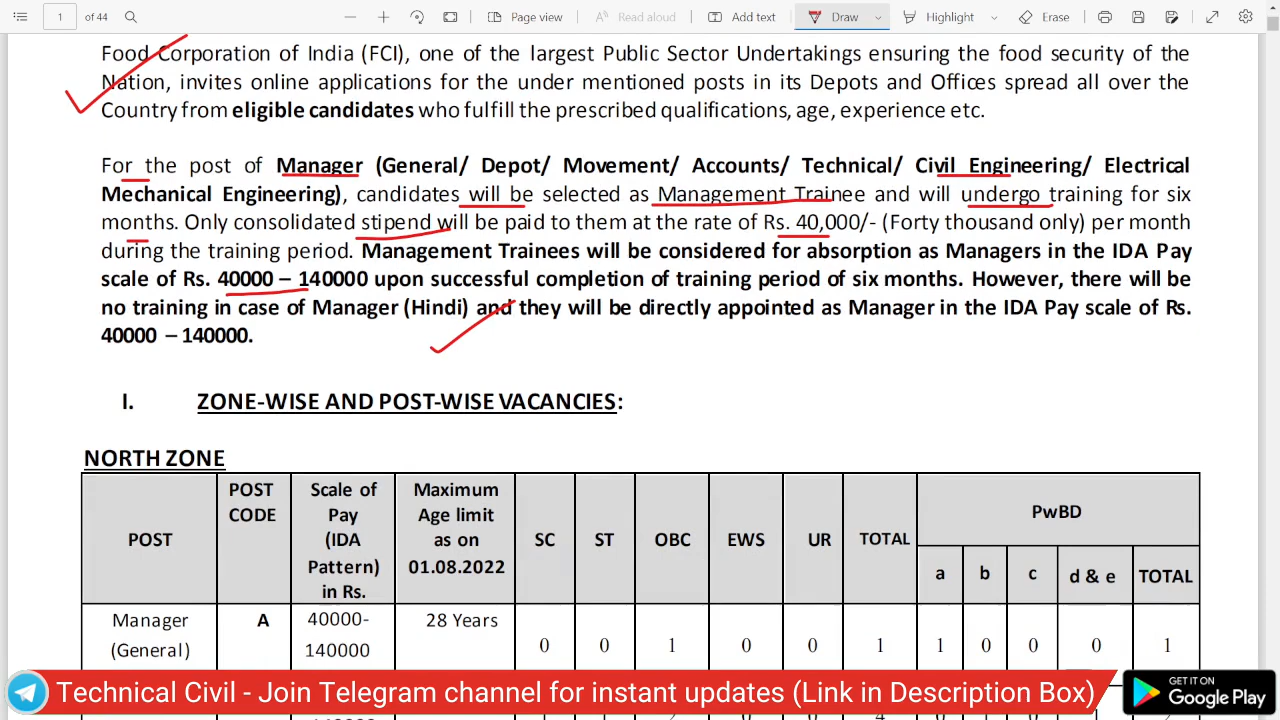 1 of 44 Page view Read aloud Add text Draw Highlight Erase
Food Corporation of India (FCI), one of the largest Public Sector Undertakings ensuring the food security of the
Nation, invites online applications for the under mentioned posts in its Depots and Offices spread all over the
Country from eligible candidates who fulfill the prescribed qualifications, age, experience etc.
For the post of Manager (General/ Depot/ Movement/ Accounts/ Technical/ Civil Engineering/ Electrical
Mechanical Engineering), candidates will be selected as Management Trainee and will undergo training for six
months. Only consolidated stipend will be paid to them at the rate of Rs. 40,000/- (Forty thousand only) per month
during the training period. Management Trainees will be considered for absorption as Managers in the IDA Pay
scale of Rs. 40000 – 140000 upon successful completion of training period of six months. However, there will be
no training in case of Manager (Hindi) and they will be directly appointed as Manager in the IDA Pay scale of Rs.
40000 – 140000.
I. ZONE-WISE AND POST-WISE VACANCIES:
NORTH ZONE
POST
POST
CODE
Scale of
Pay
(IDA
Pattern)
in Rs.
Maximum
Age limit
as on
01.08.2022
SC
ST
OBC
EWS
UR
TOTAL
PwBD
a
b
c
d & e
TOTAL
Manager
(General)
A
40000-
140000
28 Years
0
0
1
0
0
1
1
0
0
0
1
Technical Civil - Join Telegram channel for instant updates (Link in Description Box)
GET IT ON
Google Play